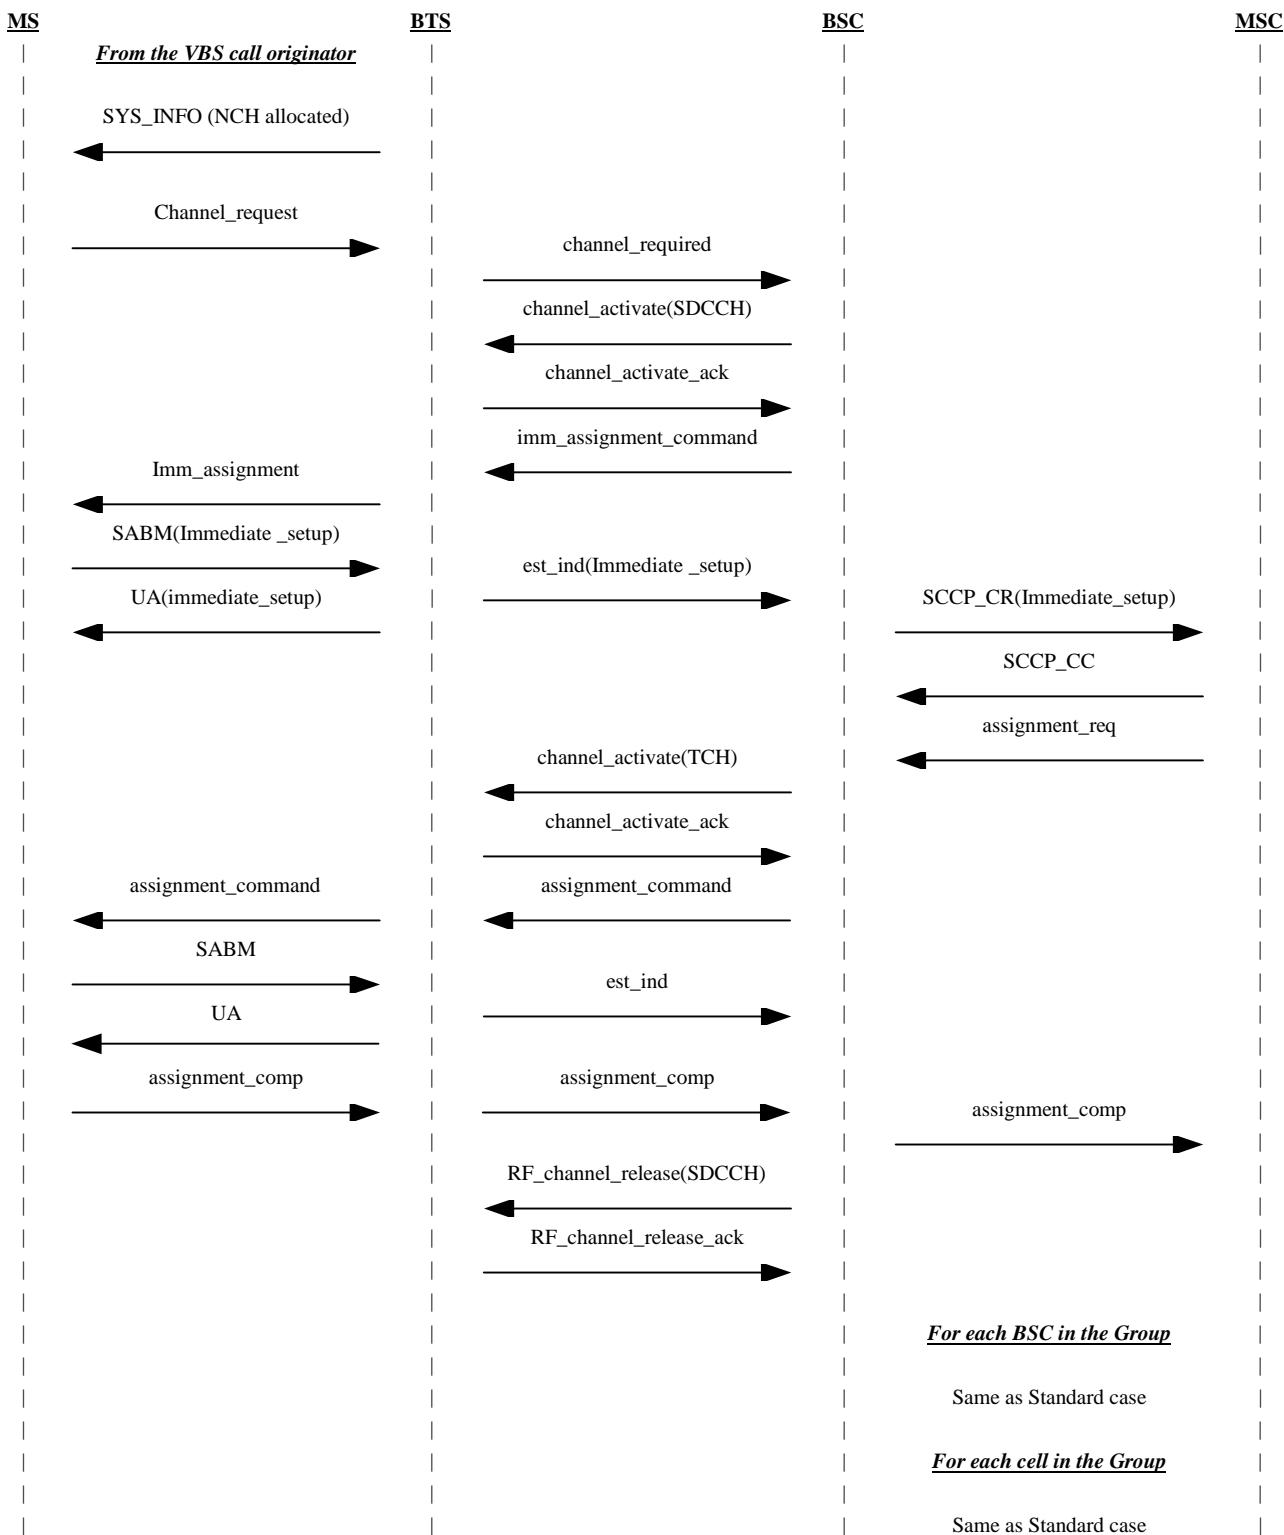 MS BTS BSC MSC
From the VBS call originator
SYS_INFO (NCH allocated)
Channel_request
channel_required
channel_activate(SDCCH)
channel_activate_ack
imm_assignment_command
Imm_assignment
SABM(Immediate _setup)
est_ind(Immediate _setup)
UA(immediate_setup)
SCCP_CR(Immediate_setup)
SCCP_CC
assignment_req
channel_activate(TCH)
channel_activate_ack
assignment_command assignment_command
SABM
est_ind
UA
assignment_comp assignment_comp
assignment_comp
RF_channel_release(SDCCH)
RF_channel_release_ack
For each BSC in the Group
Same as Standard case
For each cell in the Group
Same as Standard case